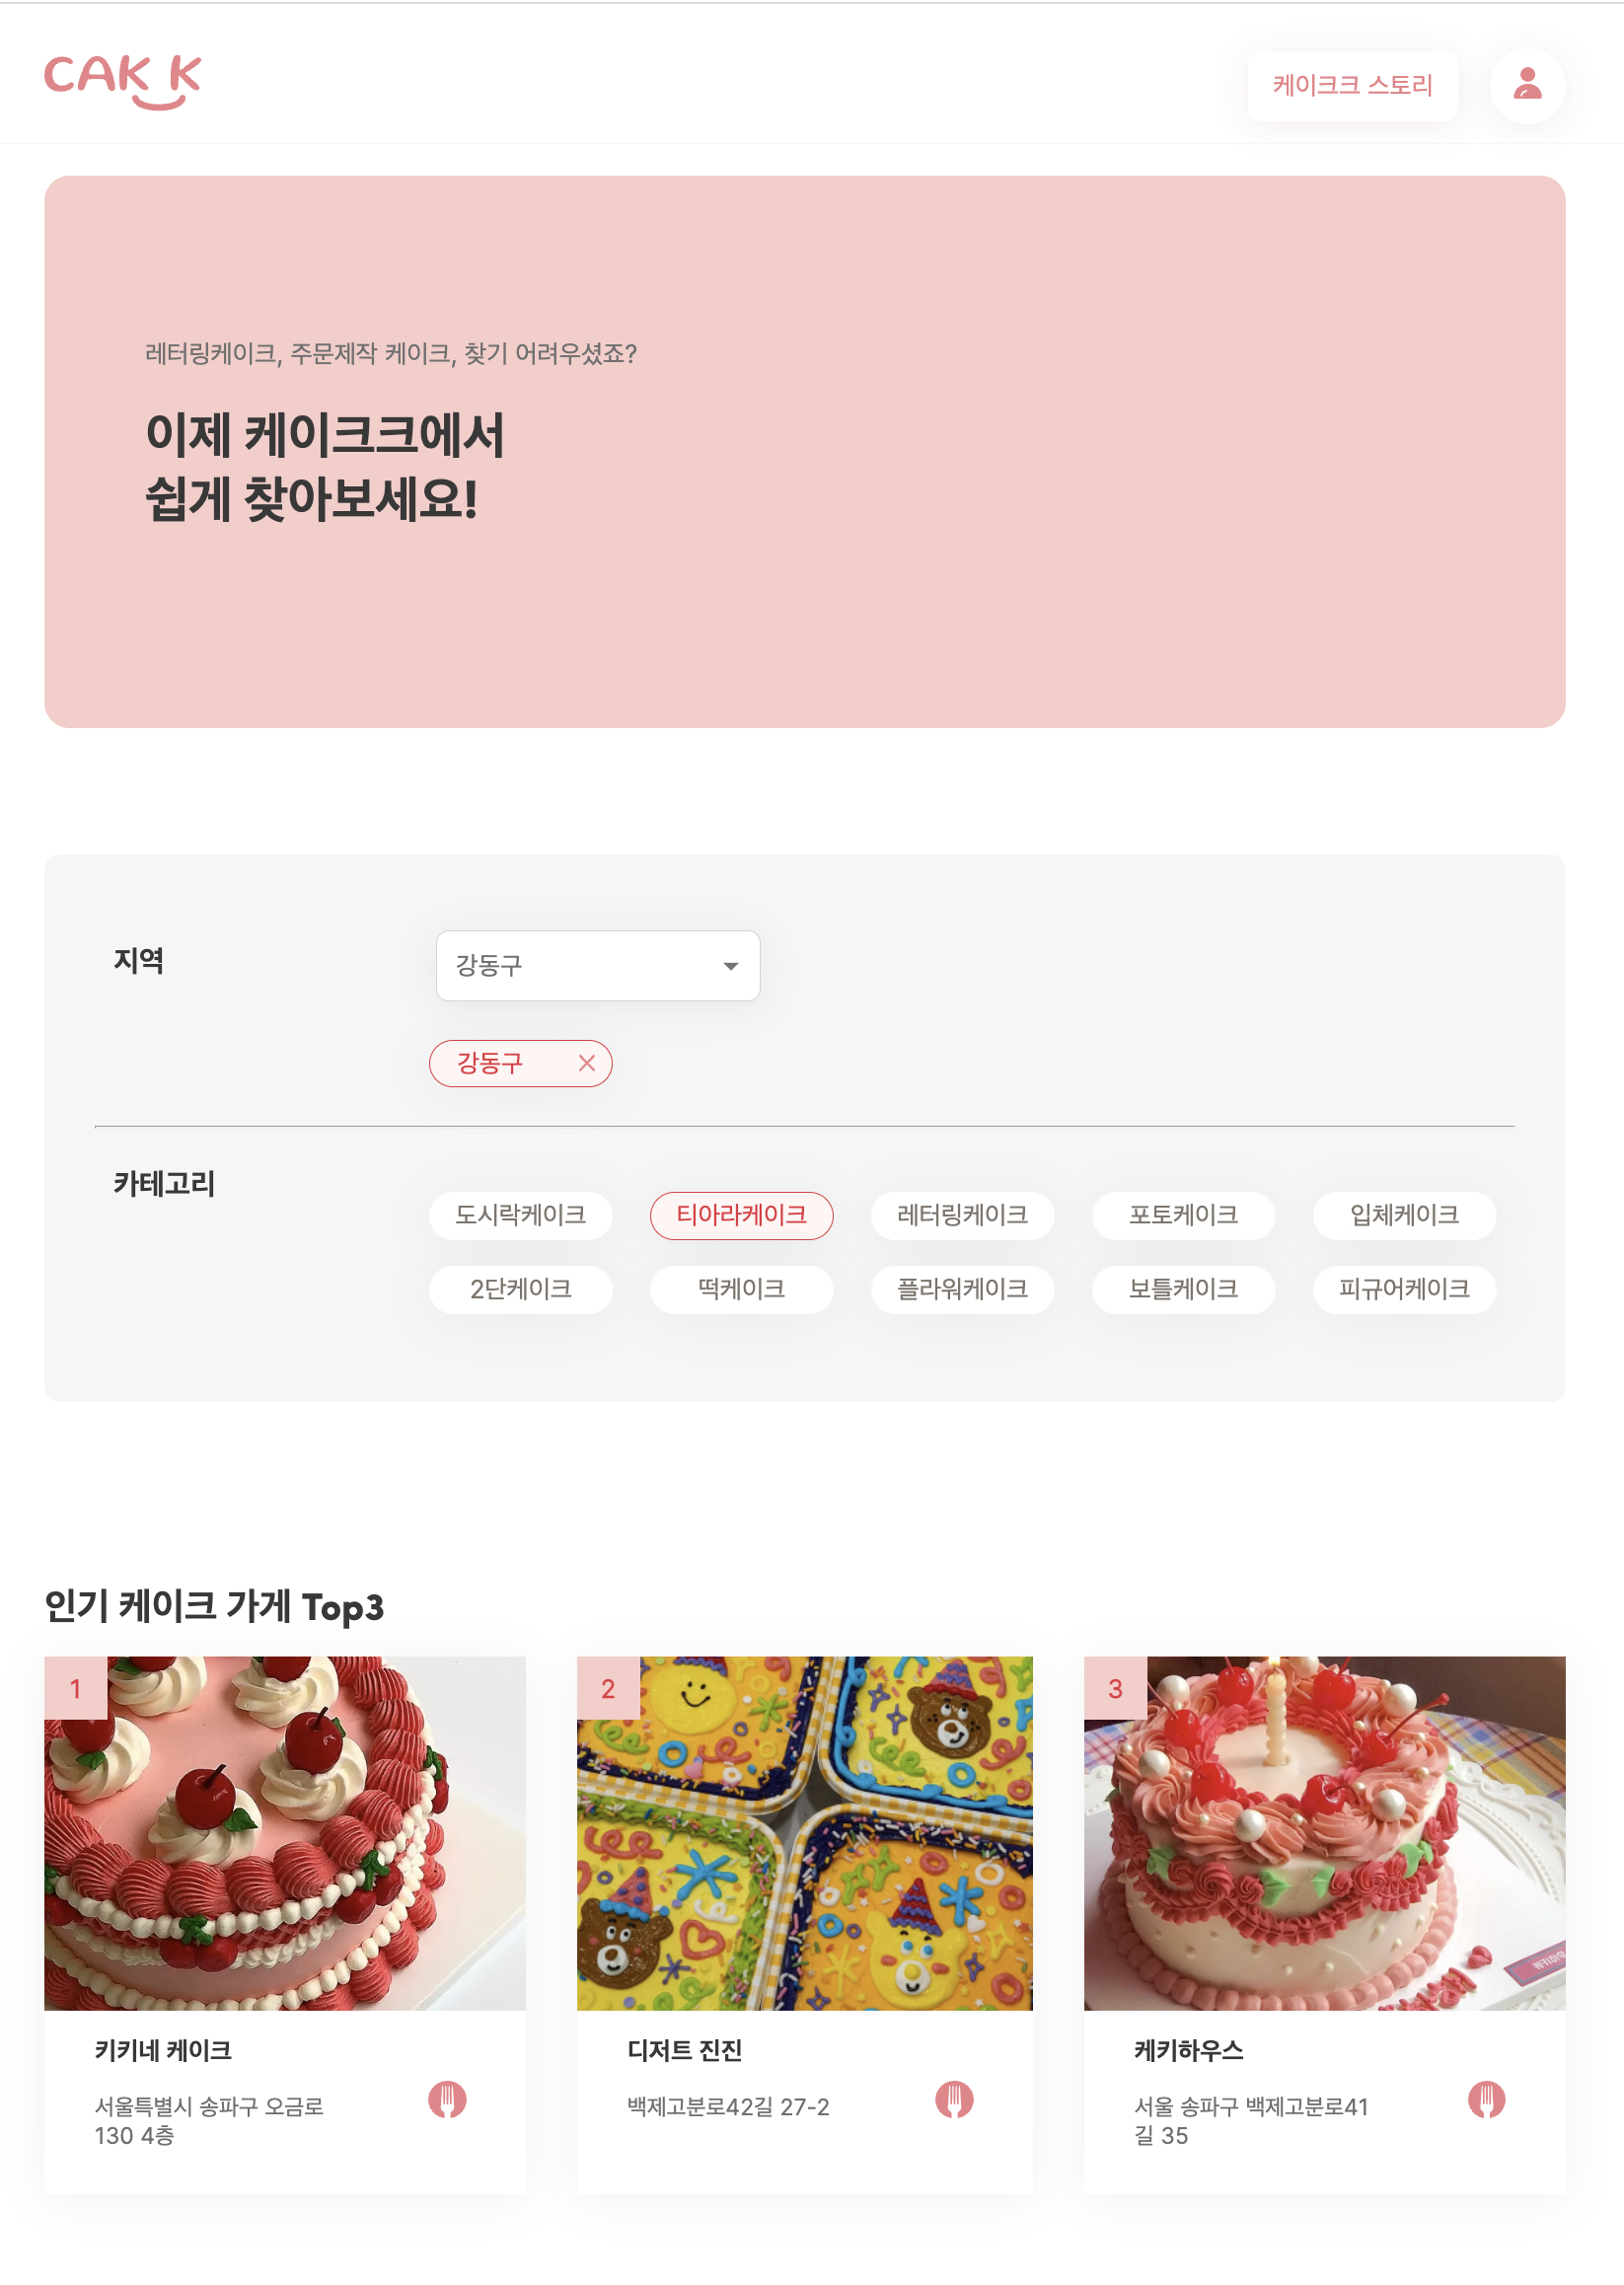 CAK K
케이크크 스토리
레터링케이크, 주문제작 케이크, 찾기 어려우셨죠?
이제 케이크크에서
쉽게 찾아보세요!
지역
강동구
강동구
카테고리
도시락케이크 티아라케이크 레터링케이크 포토케이크 입체케이크
2단케이크 떡케이크 플라워케이크 보틀케이크 피규어케이크
인기 케이크 가게 Top3
1
2
3
키키네 케이크
서울특별시 송파구 오금로
130 4층
디저트 진진
백제고분로42길 27-2
케키하우스
서울 송파구 백제고분로41
길 35